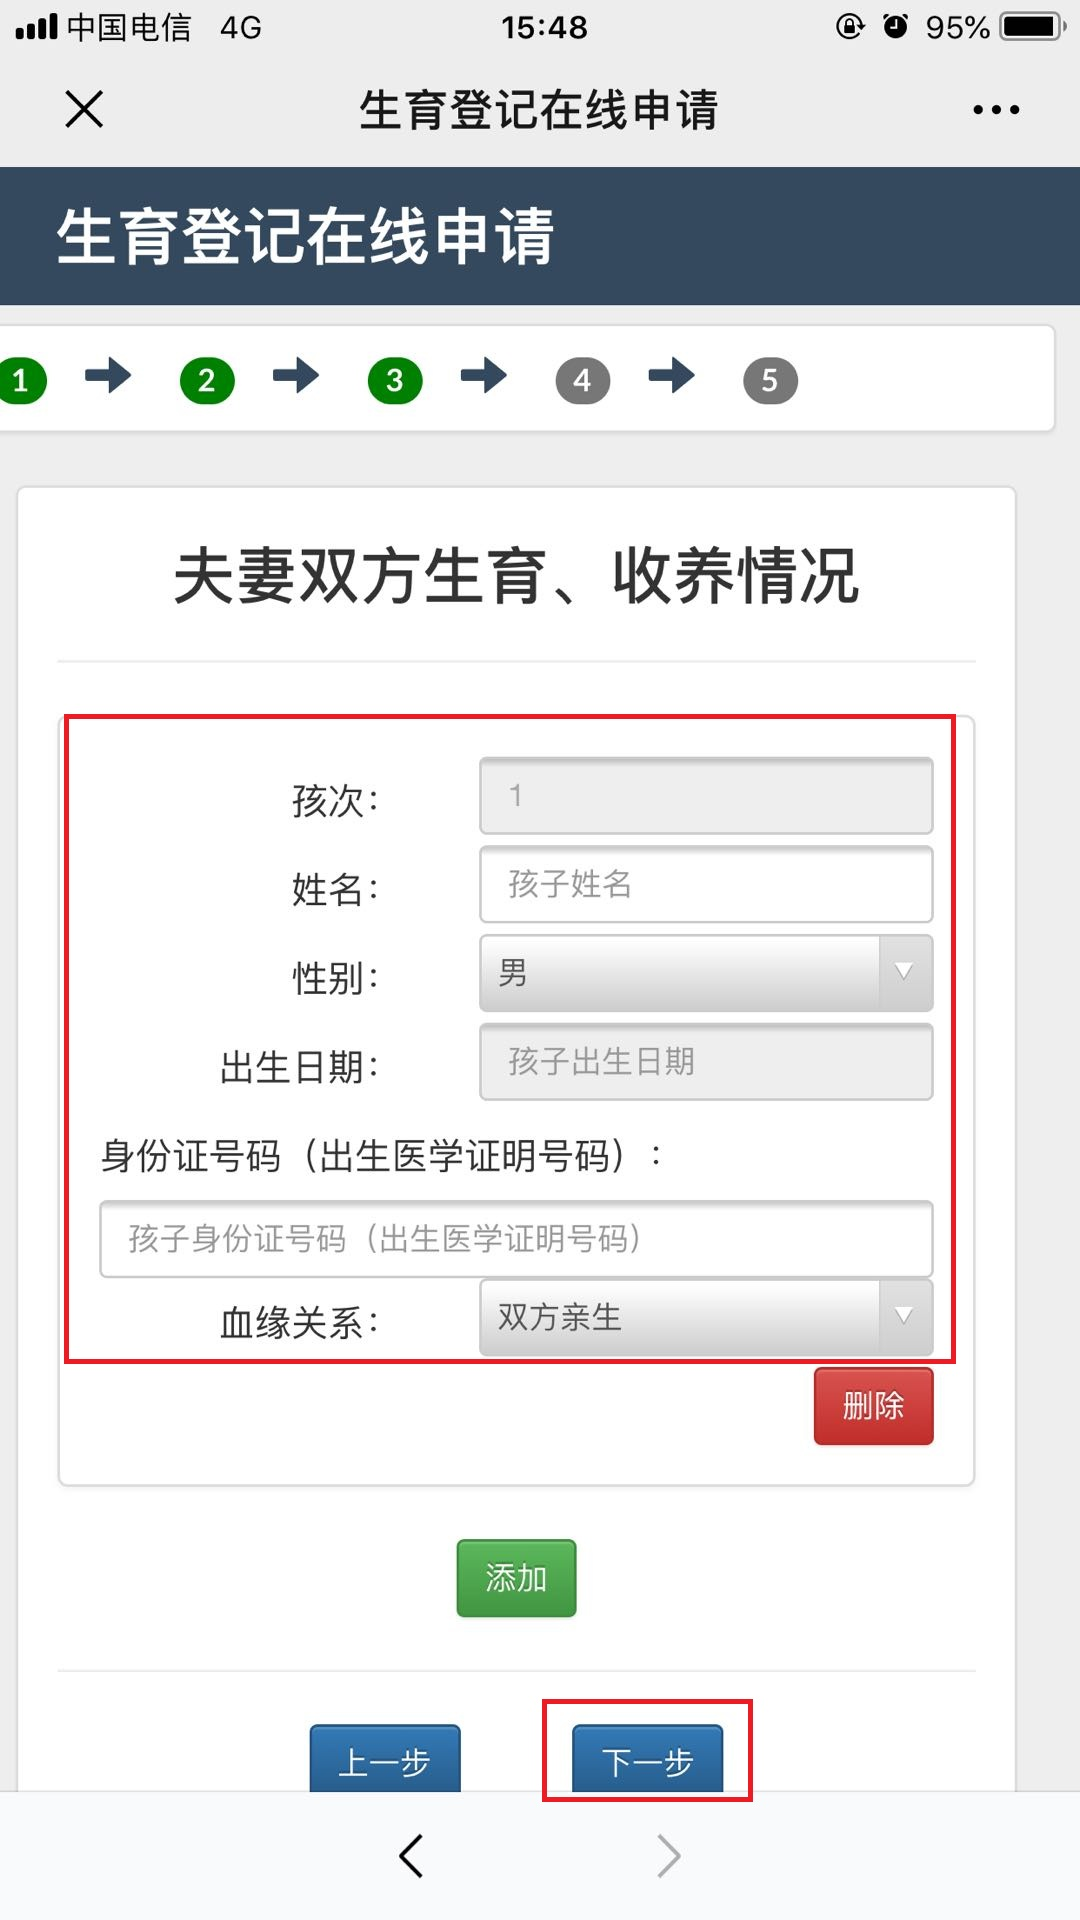 中国电信 4G 15:48 95%
生育登记在线申请
生育登记在线申请
1 2 3 4 5
夫妻双方生育、收养情况
孩次： 1
姓名： 孩子姓名
性别： 男
出生日期： 孩子出生日期
身份证号码（出生医学证明号码）：
孩子身份证号码（出生医学证明号码）
血缘关系： 双方亲生
删除
添加
上一步 下一步